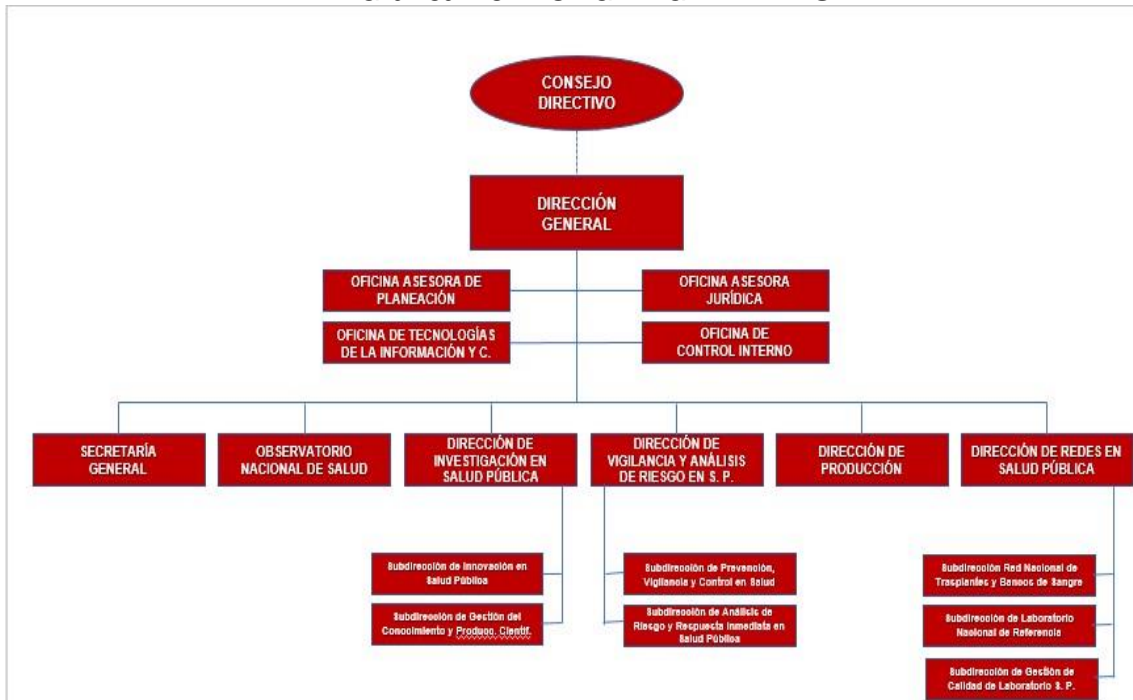 CONSEJO
DIRECTIVO
DIRECCIÓN
GENERAL
OFICINA ASESORA DE
PLANEACIÓN
OFICINA ASESORA
JURÍDICA
OFICINA DE TECNOLOGÍAS
DE LA INFORMACIÓN Y C.
OFICINA DE
CONTROL INTERNO
SECRETARÍA
GENERAL
OBSERVATORIO
NACIONAL DE SALUD
DIRECCIÓN DE
INVESTIGACIÓN EN
SALUD PÚBLICA
DIRECCIÓN DE
VIGILANCIA Y ANÁLISIS
DE RIESGO EN S. P.
DIRECCIÓN DE
PRODUCCIÓN
DIRECCIÓN DE REDES EN
SALUD PÚBLICA
Subdirección de Innovación en
Salud Pública
Subdirección de Gestión del
Conocimiento y Produco. Científ.
Subdirección de Prevención,
Vigilancia y Control en Salud
Subdirección de Análisis de
Riesgo y Respuesta Inmediata en
Salud Pública
Subdirección Red Nacional de
Trasplantes y Bancos de Sangre
Subdirección de Laboratorio
Nacional de Referencia
Subdirección de Gestión de
Calidad de Laboratorio S. P.